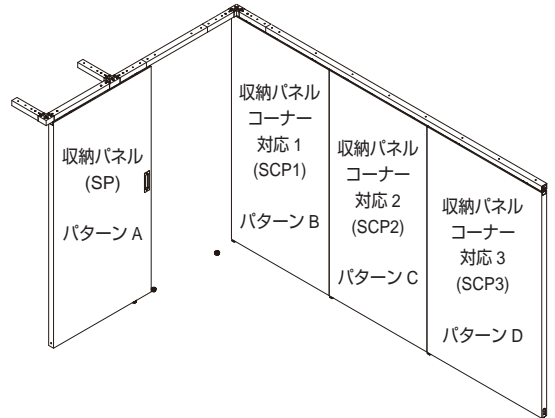 収納パネル
(SP)
パターン A
収納パネル
コーナー
対応 1
(SCP1)
パターン B
収納パネル
コーナー
対応 2
(SCP2)
パターン C
収納パネル
コーナー
対応 3
(SCP3)
パターン D